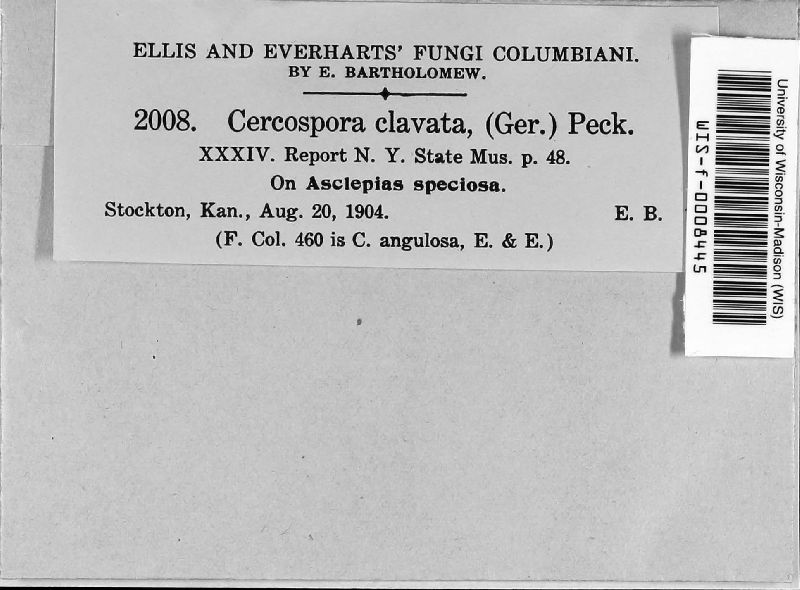 ELLIS AND EVERHARTS' FUNGI COLUMBIANI.
BY E. BARTHOLOMEW.
2008. Cercospora clavata, (Ger.) Peck.
XXXIV. Report N. Y. State Mus. p. 48.
On Asclepias speciosa.
Stockton, Kan., Aug. 20, 1904. E. B.
(F. Col. 460 is C. angulosa, E. & E.)
University of Wisconsin-Madison (WIS)
WIS-f-0008445